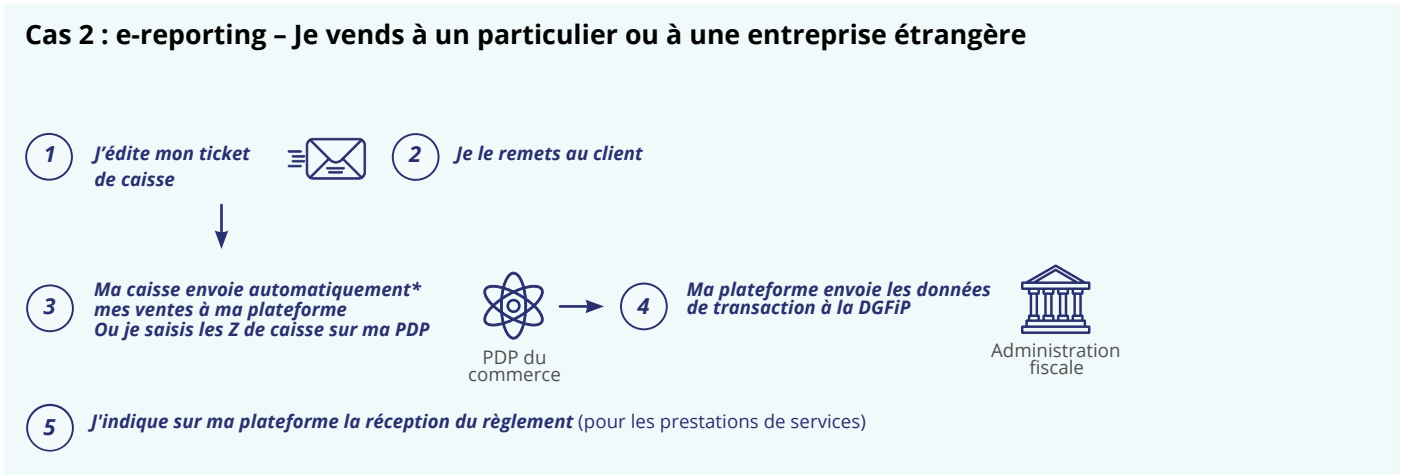 Cas 2 : e-reporting – Je vends à un particulier ou à une entreprise étrangère
1
J’édite mon ticket
de caisse
2
Je le remets au client
3
Ma caisse envoie automatiquement*
mes ventes à ma plateforme
Ou je saisis les Z de caisse sur ma PDP
PDP du
commerce
4
Ma plateforme envoie les données
de transaction à la DGFiP
Administration
fiscale
5
J'indique sur ma plateforme la réception du règlement (pour les prestations de services)